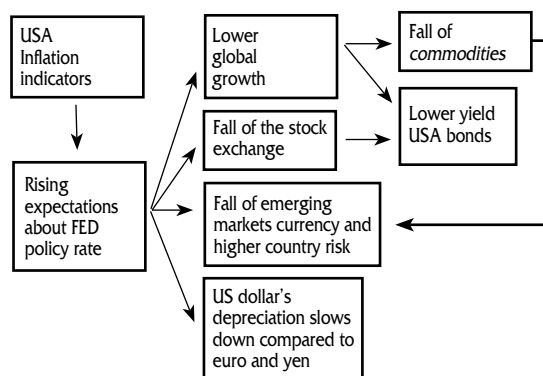 USA
Inflation
indicators
Rising
expectations
about FED
policy rate
Lower
global
growth
Fall of the stock
exchange
Fall of emerging
markets currency and
higher country risk
US dollar's
depreciation slows
down compared to
euro and yen
Fall of
commodities
Lower yield
USA bonds